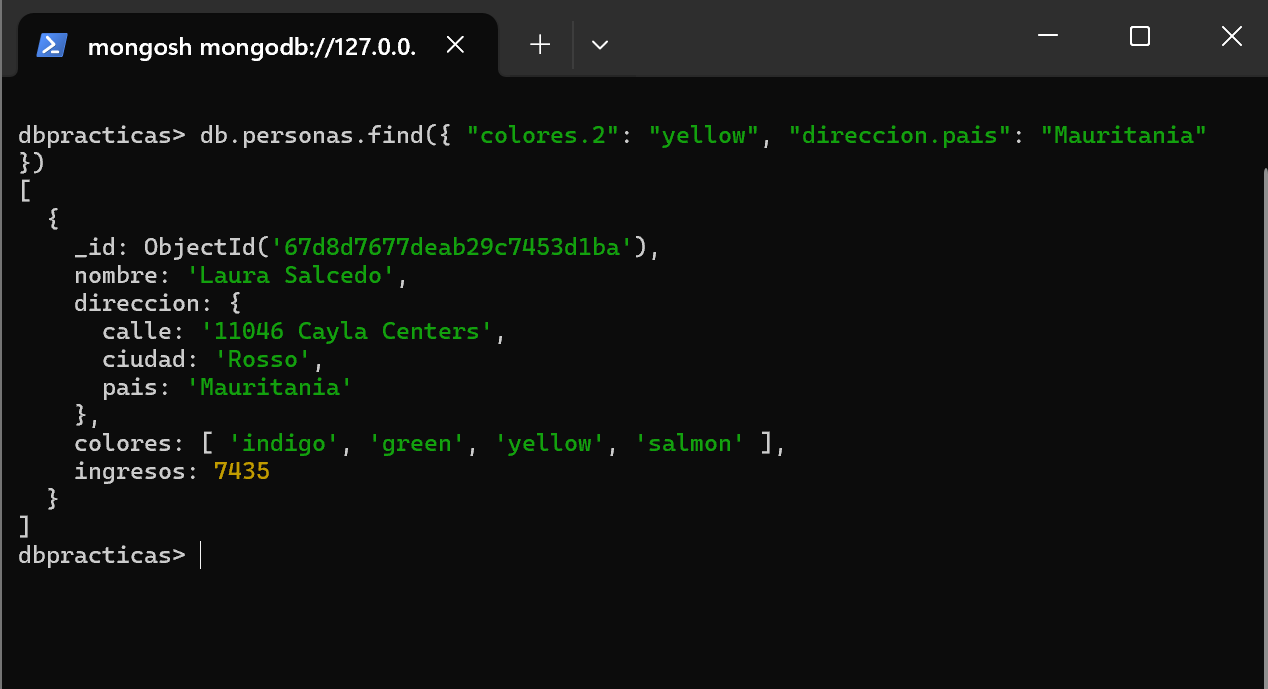 mongosh mongodb://127.0.0.
dbpracticas> db.personas.find({ "colores.2": "yellow", "direccion.pais": "Mauritania"
})
[
  {
    _id: ObjectId('67d8d7677deab29c7453d1ba'),
    nombre: 'Laura Salcedo',
    direccion: {
      calle: '11046 Cayla Centers',
      ciudad: 'Rosso',
      pais: 'Mauritania'
    },
    colores: [ 'indigo', 'green', 'yellow', 'salmon' ],
    ingresos: 7435
  }
]
dbpracticas>